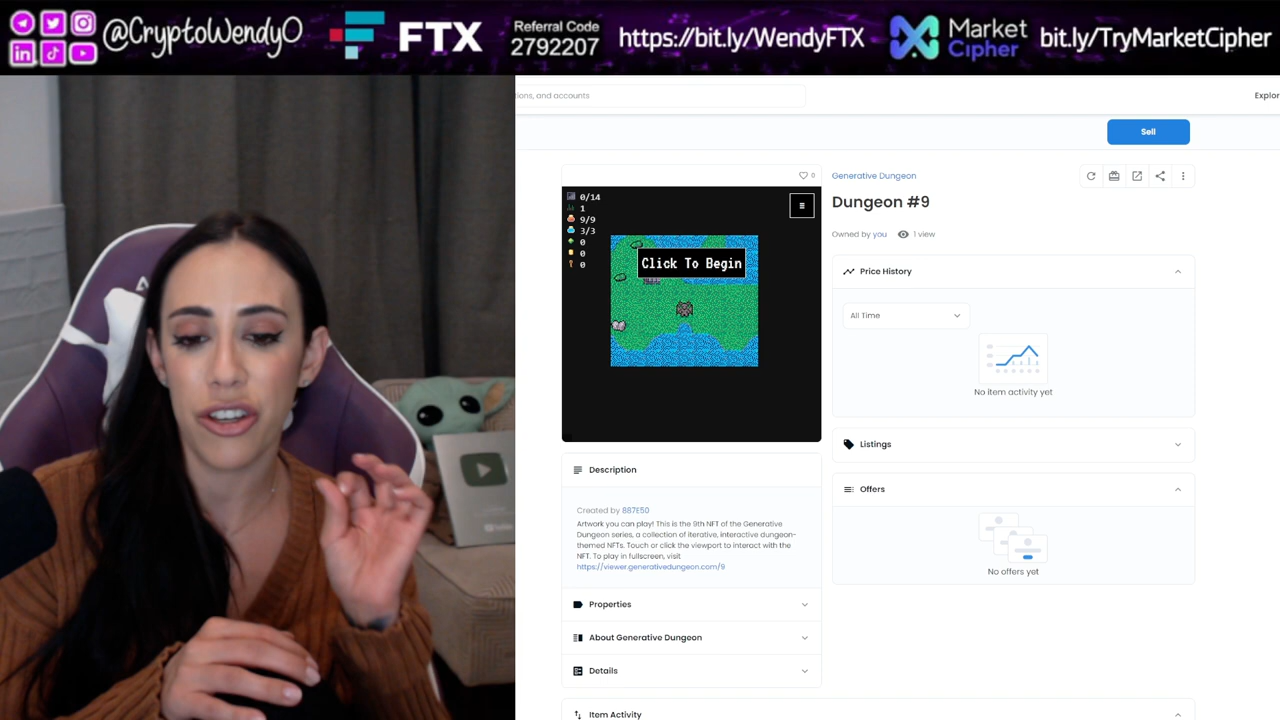 @CryptoWendyO
FTX
Referral Code
2792207
https://bit.ly/WendyFTX
Market
Cipher
bit.ly/TryMarketCipher
ions, and accounts
Explor
Sell
0
Generative Dungeon
Dungeon #9
Owned by you
1 view
0/14
1
9/9
3/3
0
0
0
Click To Begin
Price History
All Time
No item activity yet
Listings
Offers
No offers yet
Description
Created by 887E50
Artwork you can play! This is the 9th NFT of the Generative
Dungeon series, a collection of iterative, interactive dungeon-
themed NFTs. Touch or click the viewport to interact with the
NFT. To play in fullscreen, visit
https://viewer.generativedungeon.com/9
Properties
About Generative Dungeon
Details
Item Activity